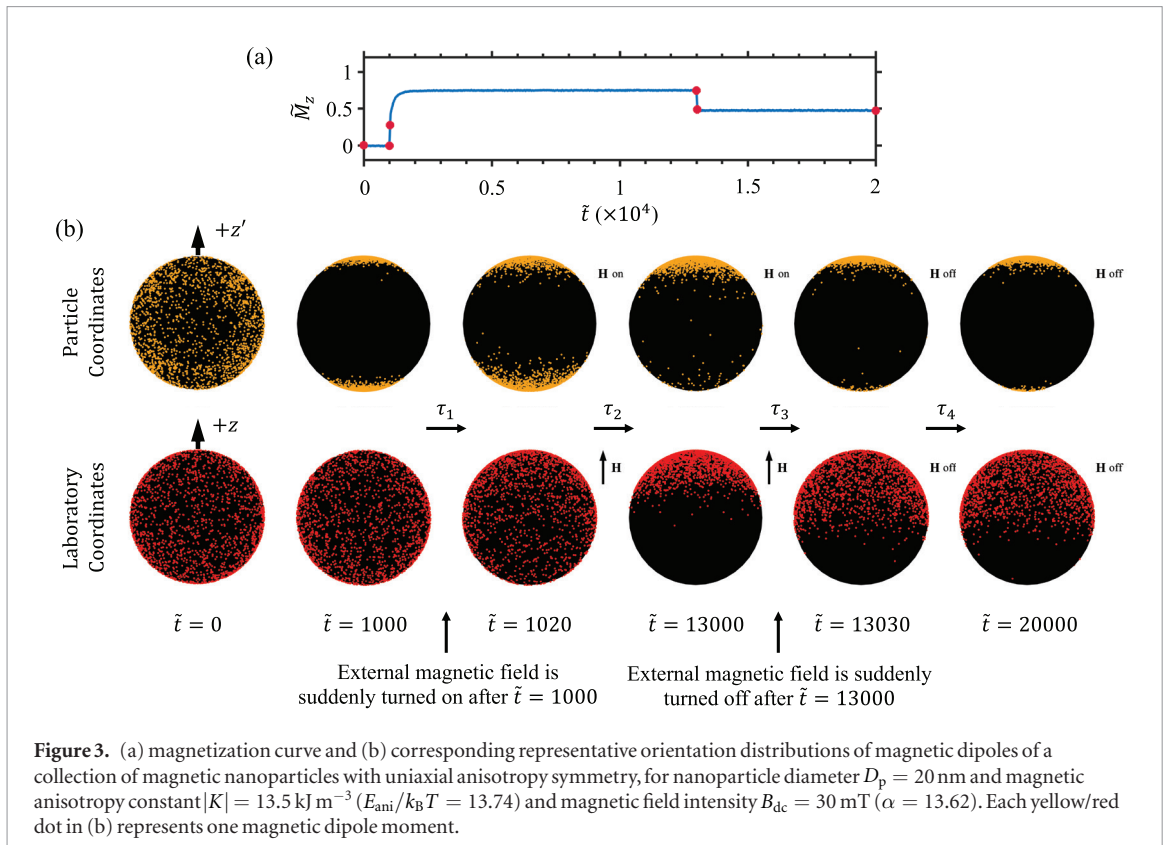 (a)
1
0.5
0
M̃z
0
0.5
1
1.5
2
t̃ (×10⁴)
(b)
+z′
Particle
Coordinates
H on
H on
H off
H off
τ₁
τ₂
τ₃
τ₄
+z
Laboratory
Coordinates
H
H
H off
H off
t̃ = 0
t̃ = 1000
t̃ = 1020
t̃ = 13000
t̃ = 13030
t̃ = 20000
External magnetic field is
suddenly turned on after t̃ = 1000
External magnetic field is suddenly
turned off after t̃ = 13000
Figure 3. (a) magnetization curve and (b) corresponding representative orientation distributions of magnetic dipoles of a
collection of magnetic nanoparticles with uniaxial anisotropy symmetry, for nanoparticle diameter Dₚ = 20 nm and magnetic
anisotropy constant |K| = 13.5 kJ m⁻³ (E_ani/k_BT = 13.74) and magnetic field intensity B_dc = 30 mT (α = 13.62). Each yellow/red
dot in (b) represents one magnetic dipole moment.